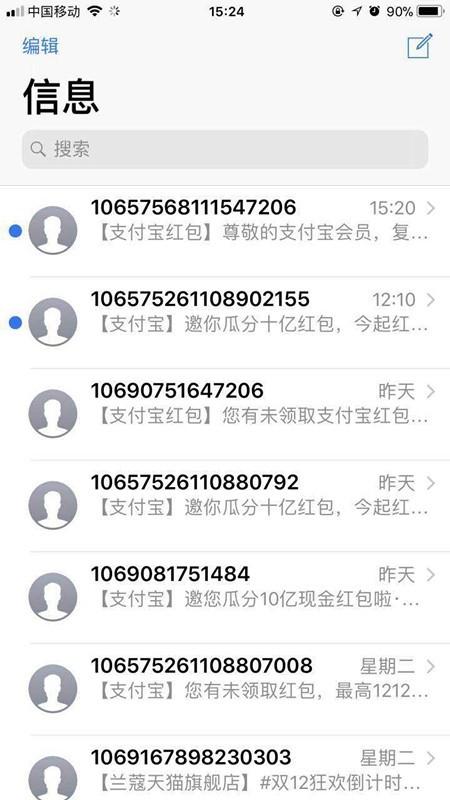 中国移动 15:24 90%
编辑
信息
搜索
10657568111547206 15:20
【支付宝红包】尊敬的支付宝会员，复…
106575261108902155 12:10
【支付宝】邀你瓜分十亿红包，今起红…
10690751647206 昨天
【支付宝红包】您有未领取支付宝红包…
10657526110880792 昨天
【支付宝】邀你瓜分十亿红包，今起红…
1069081751484 昨天
【支付宝】邀您瓜分10亿现金红包啦·…
106575261108807008 星期二
【支付宝】您有未领红包，最高1212…
1069167898230303 星期二
【兰蔻天猫旗舰店】#双12狂欢倒计时…